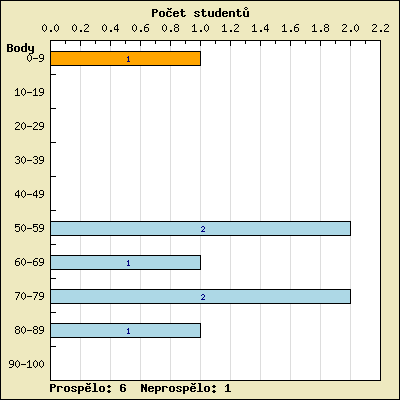 Počet studentů
0.0 0.2 0.4 0.6 0.8 1.0 1.2 1.4 1.6 1.8 2.0 2.2
Body
0-9 1
10-19
20-29
30-39
40-49
50-59 2
60-69 1
70-79 2
80-89 1
90-100
Prospělo: 6 Neprospělo: 1